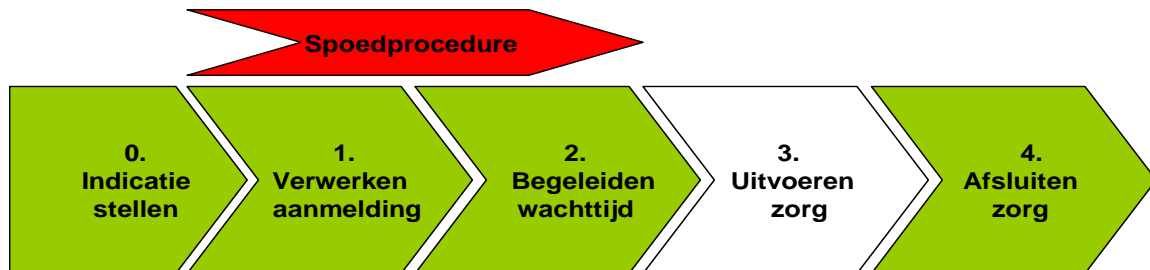 Spoedprocedure
0.
Indicatie
stellen
1.
Verwerken
aanmelding
2.
Begeleiden
wachttijd
3.
Uitvoeren
zorg
4.
Afsluiten
zorg